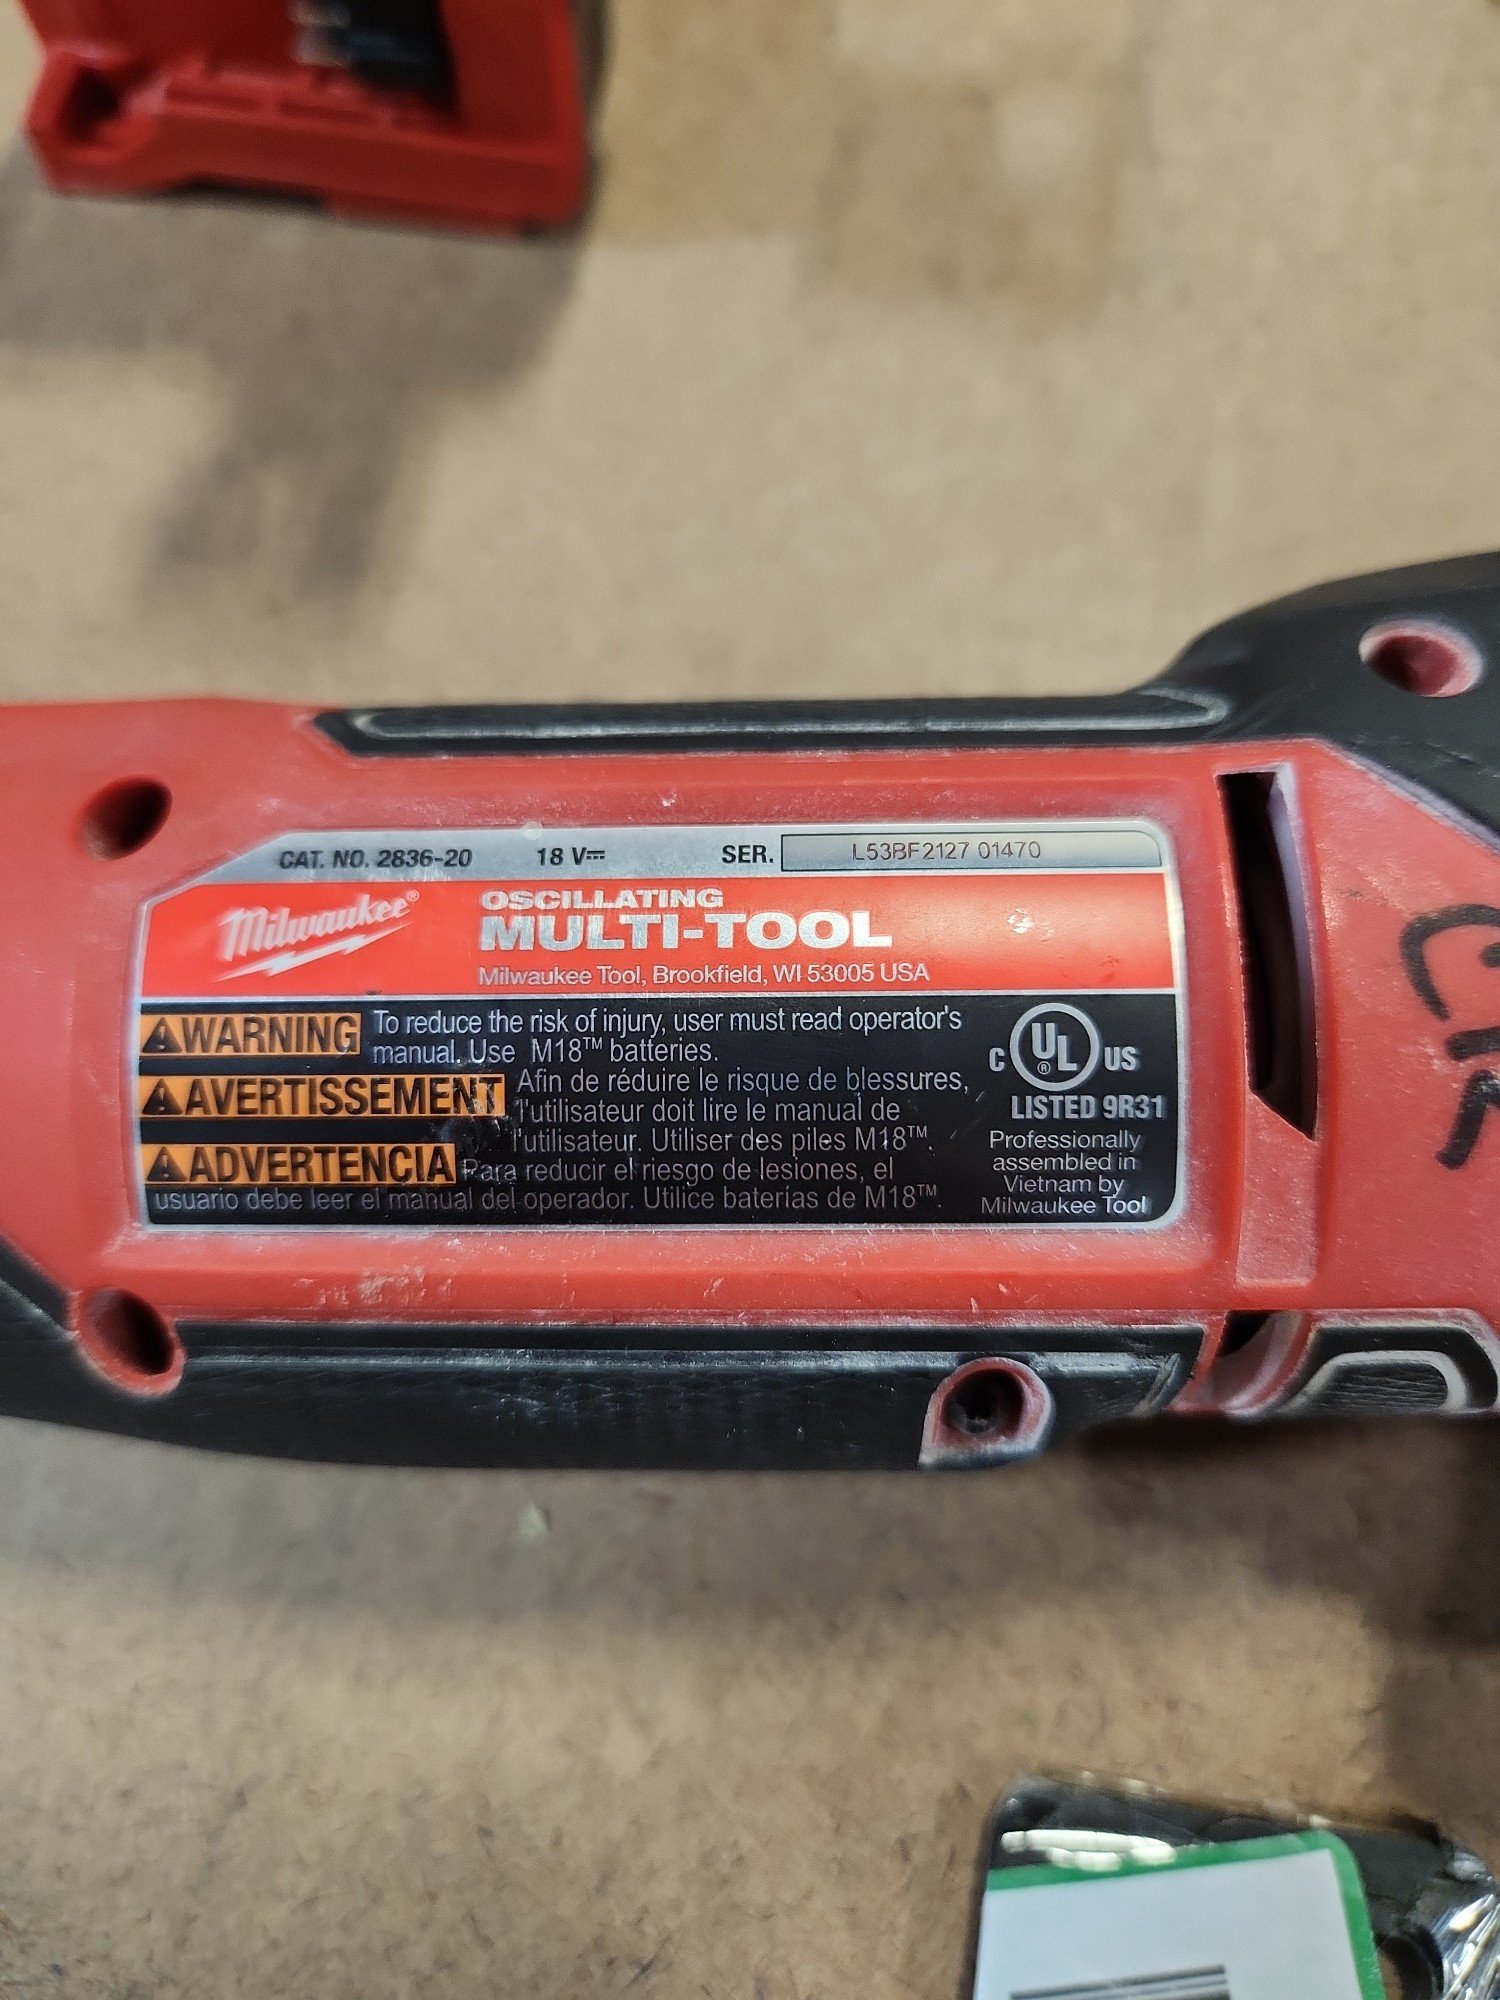 CAT. NO. 2836-20 18 V⎓ SER. L53BF2127 01470
Milwaukee®
OSCILLATING
MULTI-TOOL
Milwaukee Tool, Brookfield, WI 53005 USA
⚠WARNING To reduce the risk of injury, user must read operator's
manual. Use M18™ batteries.
⚠AVERTISSEMENT Afin de réduire le risque de blessures,
l'utilisateur doit lire le manual de
l'utilisateur. Utiliser des piles M18™.
⚠ADVERTENCIA Para reducir el riesgo de lesiones, el
usuario debe leer el manual del operador. Utilice baterías de M18™.
C UL® US
LISTED 9R31
Professionally
assembled in
Vietnam by
Milwaukee Tool